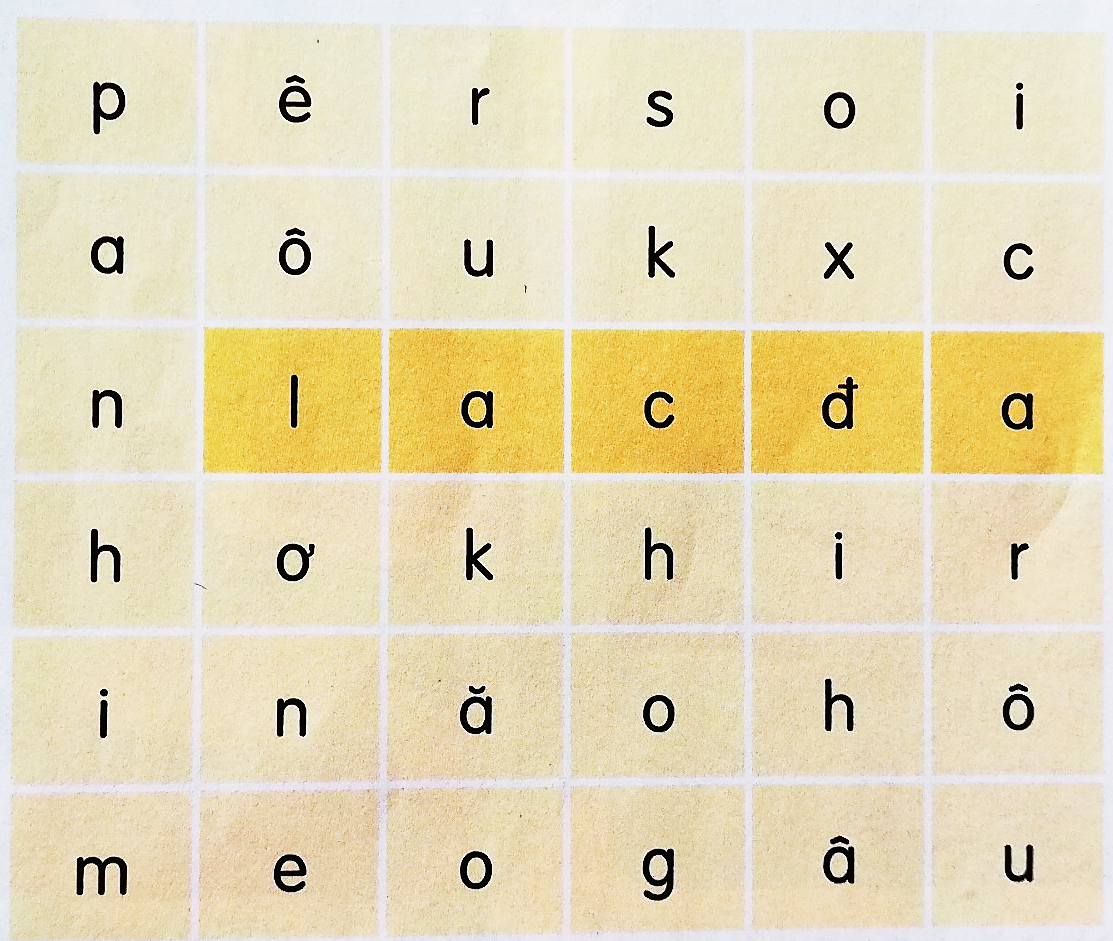 p ê r s o i
a ô u k x c
n l a c đ a
h ơ k h i r
i n ă o h ô
m e o g â u